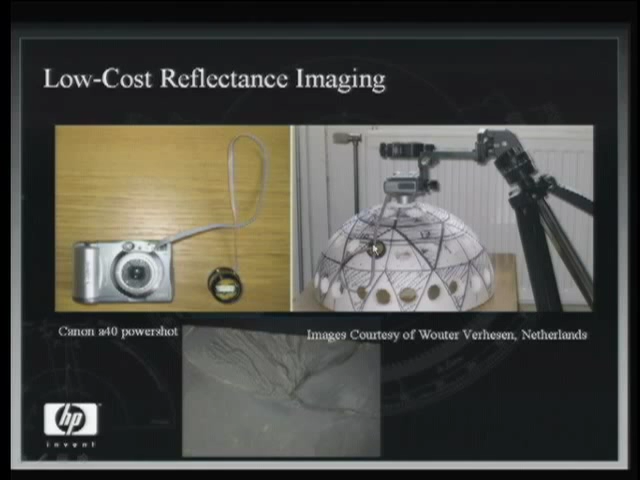 Low-Cost Reflectance Imaging
Canon a40 powershot
Images Courtesy of Wouter Verhesen, Netherlands
hp
invent